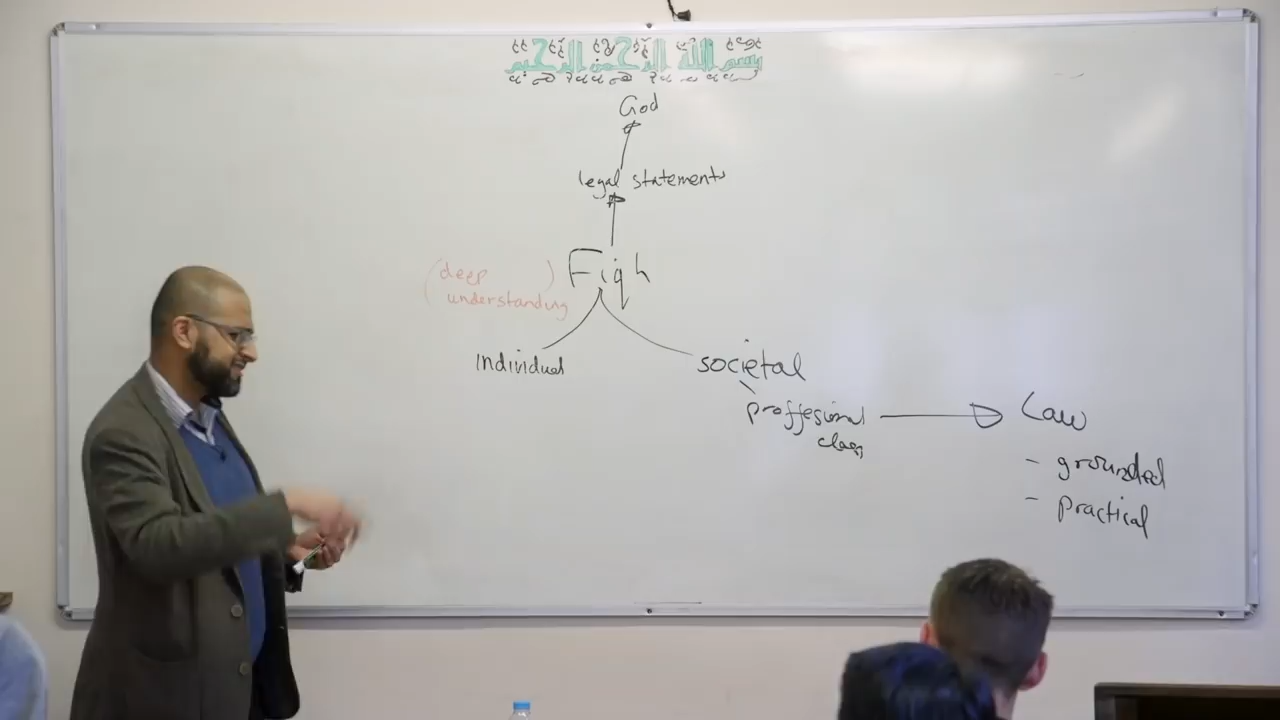 بسم الله الرحمن الرحيم
God
legal statements
(deep
understanding)
Fiqh
Individual
societal
proffesional
class
Law
- grounded
- practical